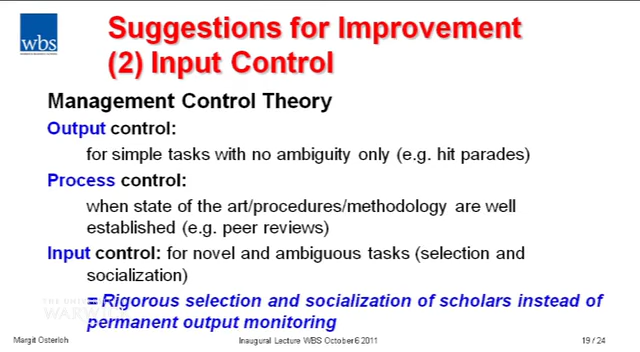 wbs
Suggestions for Improvement
(2) Input Control
Management Control Theory
Output control:
for simple tasks with no ambiguity only (e.g. hit parades)
Process control:
when state of the art/procedures/methodology are well
established (e.g. peer reviews)
Input control: for novel and ambiguous tasks (selection and
socialization)
= Rigorous selection and socialization of scholars instead of
permanent output monitoring
WARWICK
Margit Osterloh
Inaugural Lecture WBS October 6 2011
19 / 24